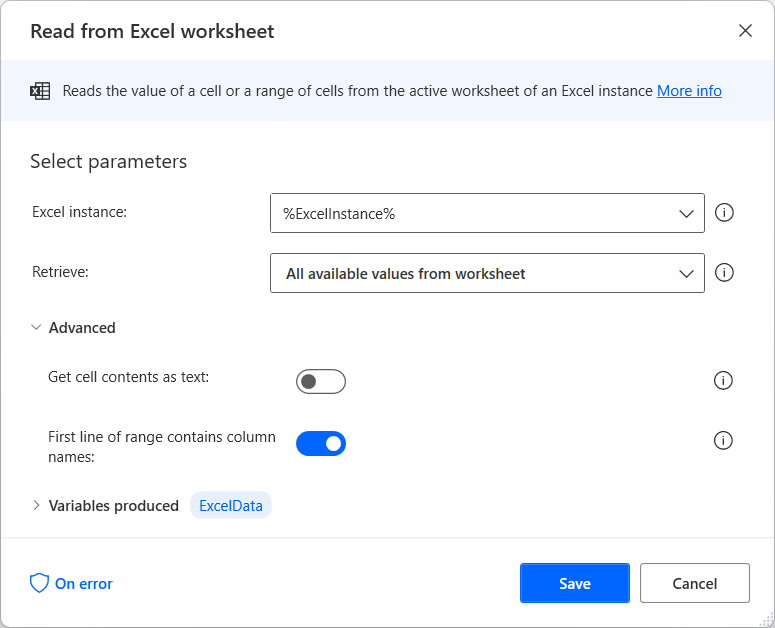 Read from Excel worksheet
Reads the value of a cell or a range of cells from the active worksheet of an Excel instance More info
Select parameters
Excel instance:
%ExcelInstance%
Retrieve:
All available values from worksheet
Advanced
Get cell contents as text:
First line of range contains column
names:
Variables produced ExcelData
On error
Save
Cancel